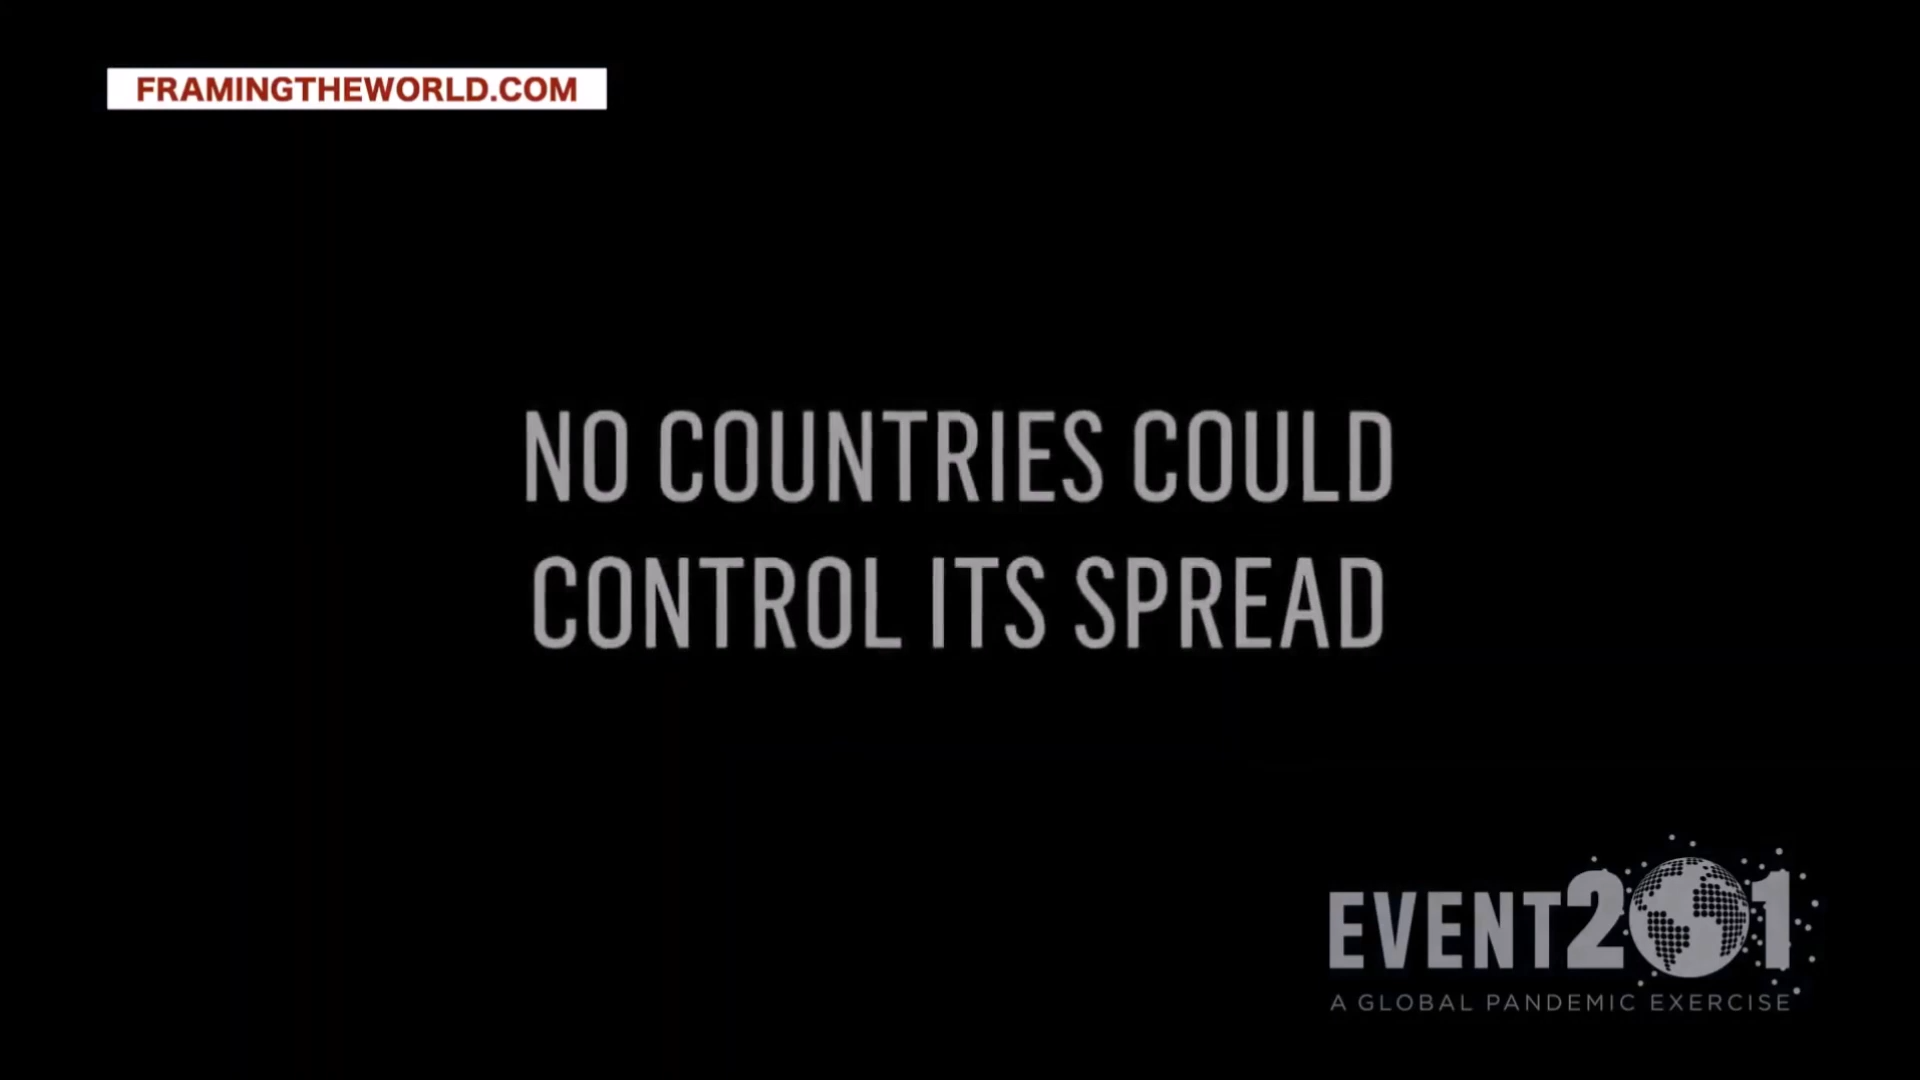 FRAMINGTHEWORLD.COM
NO COUNTRIES COULD
CONTROL ITS SPREAD
EVENT201
A GLOBAL PANDEMIC EXERCISE